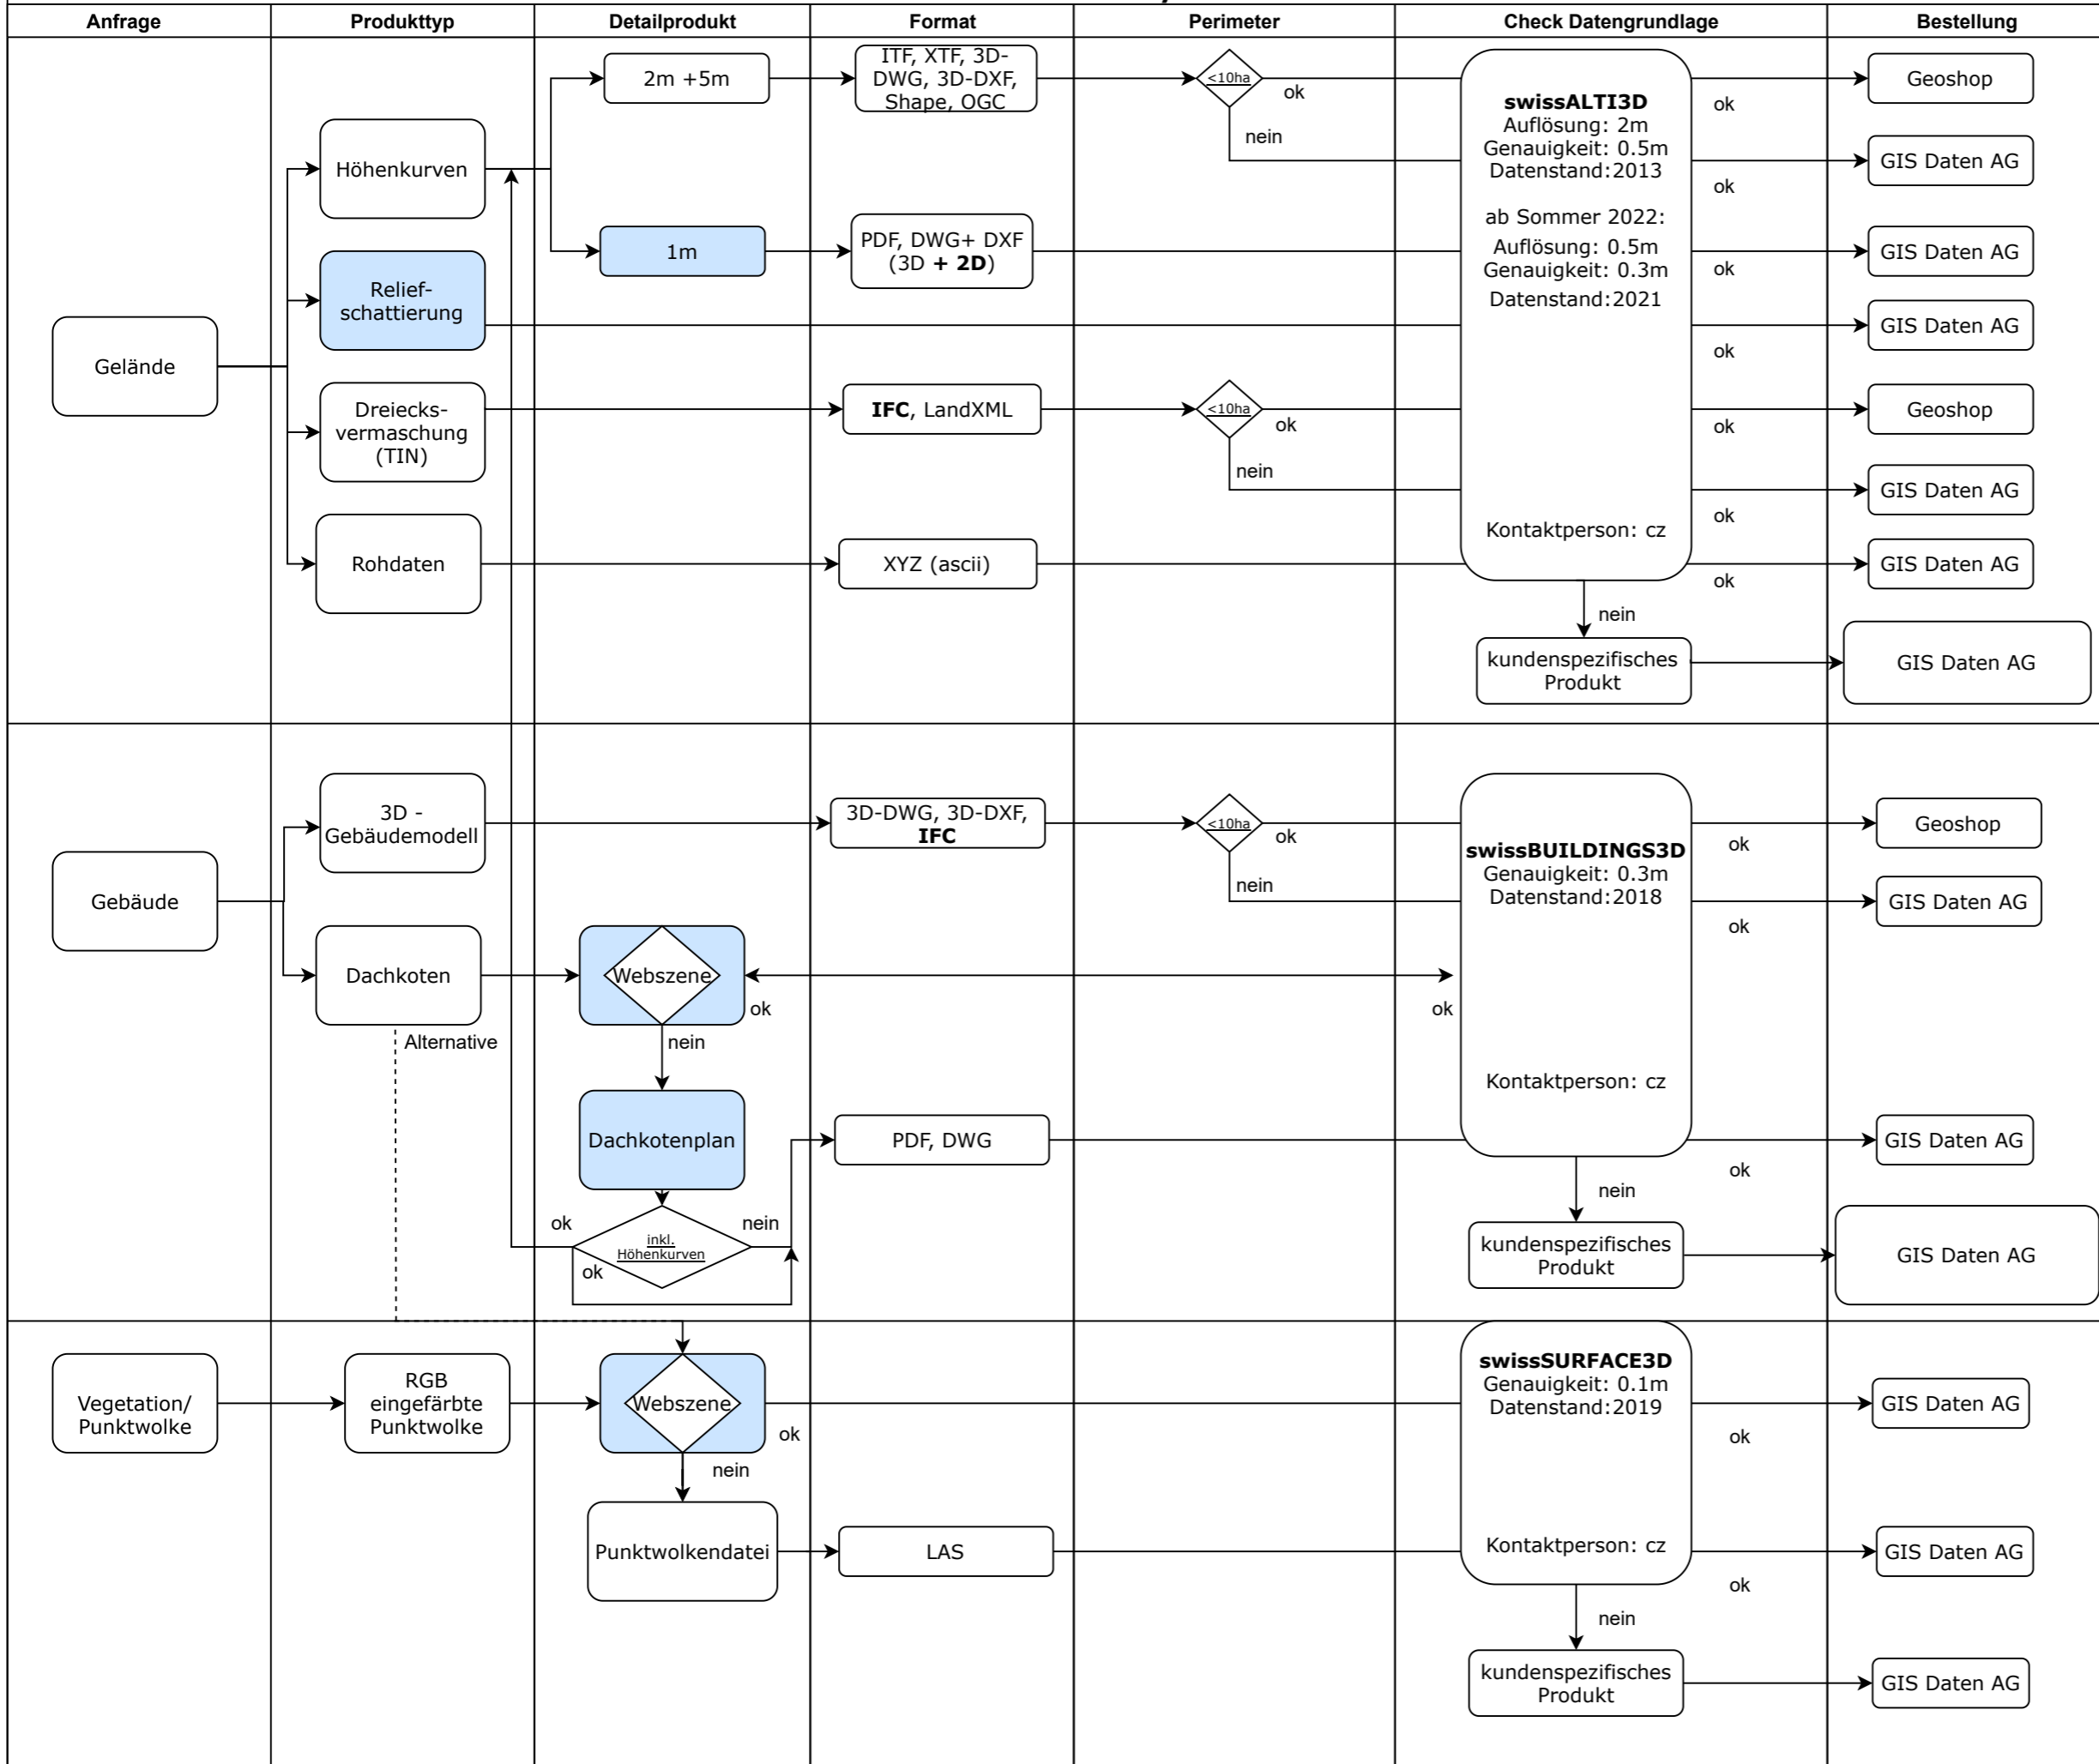 Anfrage
Produkttyp
Detailprodukt
Format
Perimeter
Check Datengrundlage
Bestellung
Gelände
Höhenkurven
Relief-
schattierung
Dreiecks-
vermaschung
(TIN)
Rohdaten
2m +5m
1m
ITF, XTF, 3D-
DWG, 3D-DXF,
Shape, OGC
PDF, DWG+ DXF
(3D + 2D)
IFC, LandXML
XYZ (ascii)
<10ha
ok
nein
<10ha
ok
nein
swissALTI3D
Auflösung: 2m
Genauigkeit: 0.5m
Datenstand:2013
ab Sommer 2022:
Auflösung: 0.5m
Genauigkeit: 0.3m
Datenstand:2021
Kontaktperson: cz
nein
kundenspezifisches
Produkt
ok
Geoshop
ok
GIS Daten AG
ok
GIS Daten AG
ok
GIS Daten AG
ok
Geoshop
ok
GIS Daten AG
ok
GIS Daten AG
GIS Daten AG
Gebäude
3D -
Gebäudemodell
Dachkoten
Alternative
Webszene
ok
nein
Dachkotenplan
inkl.
Höhenkurven
ok
nein
ok
3D-DWG, 3D-DXF,
IFC
PDF, DWG
<10ha
ok
nein
swissBUILDINGS3D
Genauigkeit: 0.3m
Datenstand:2018
ok
Kontaktperson: cz
nein
kundenspezifisches
Produkt
ok
Geoshop
ok
GIS Daten AG
ok
GIS Daten AG
GIS Daten AG
Vegetation/
Punktwolke
RGB
eingefärbte
Punktwolke
Webszene
ok
nein
Punktwolkendatei
LAS
swissSURFACE3D
Genauigkeit: 0.1m
Datenstand:2019
Kontaktperson: cz
nein
kundenspezifisches
Produkt
ok
GIS Daten AG
ok
GIS Daten AG
GIS Daten AG